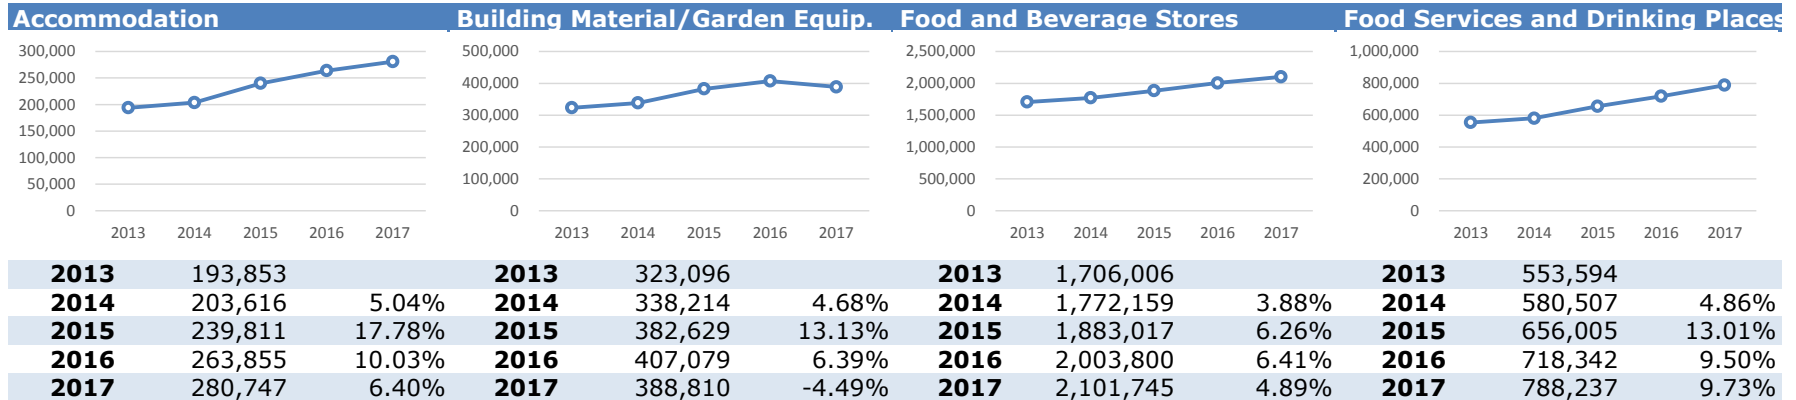 Accommodation
300,000
250,000
200,000
150,000
100,000
50,000
0
2013 2014 2015 2016 2017
2013 193,853
2014 203,616 5.04%
2015 239,811 17.78%
2016 263,855 10.03%
2017 280,747 6.40%
Building Material/Garden Equip.
500,000
400,000
300,000
200,000
100,000
0
2013 2014 2015 2016 2017
2013 323,096
2014 338,214 4.68%
2015 382,629 13.13%
2016 407,079 6.39%
2017 388,810 -4.49%
Food and Beverage Stores
2,500,000
2,000,000
1,500,000
1,000,000
500,000
0
2013 2014 2015 2016 2017
2013 1,706,006
2014 1,772,159 3.88%
2015 1,883,017 6.26%
2016 2,003,800 6.41%
2017 2,101,745 4.89%
Food Services and Drinking Places
1,000,000
800,000
600,000
400,000
200,000
0
2013 2014 2015 2016 2017
2013 553,594
2014 580,507 4.86%
2015 656,005 13.01%
2016 718,342 9.50%
2017 788,237 9.73%